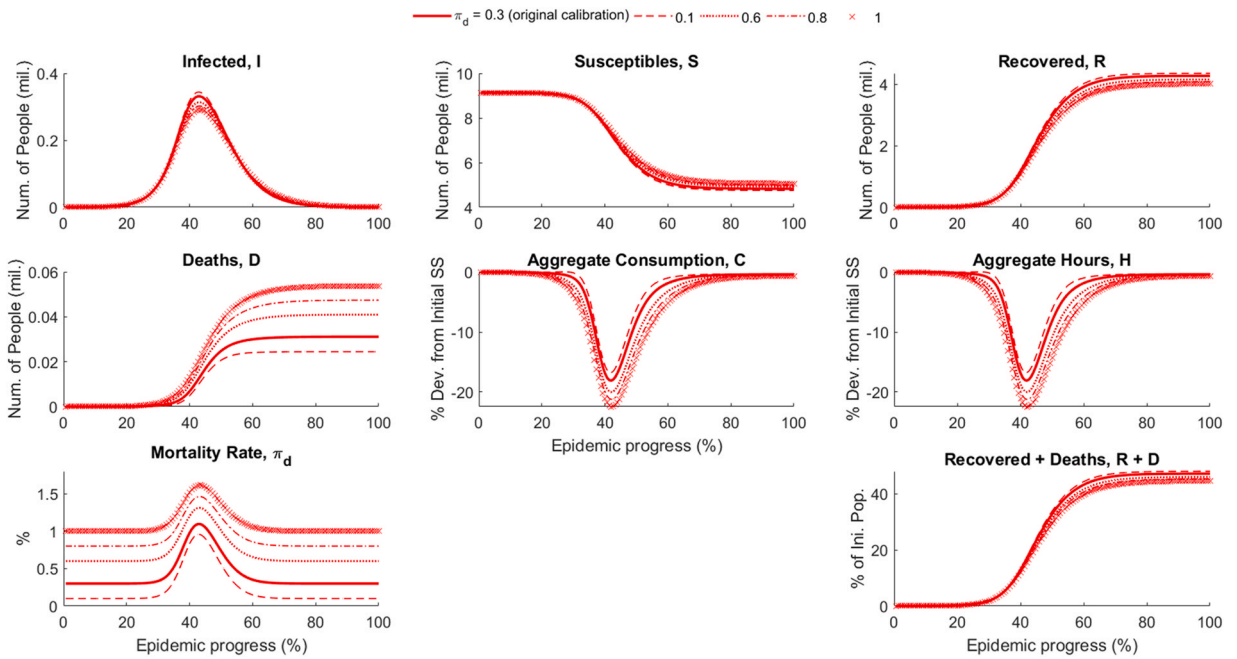 π_d = 0.3 (original calibration) 0.1 0.6 0.8 1
Infected, I
Num. of People (mil.)
0.4
0.2
0
0 20 40 60 80 100
Susceptibles, S
Num. of People (mil.)
10
8
6
4
0 20 40 60 80 100
Recovered, R
Num. of People (mil.)
4
2
0
0 20 40 60 80 100
Deaths, D
Num. of People (mil.)
0.06
0.04
0.02
0
0 20 40 60 80 100
Aggregate Consumption, C
% Dev. from Initial SS
0
-10
-20
0 20 40 60 80 100
Epidemic progress (%)
Aggregate Hours, H
% Dev. from Initial SS
0
-10
-20
0 20 40 60 80 100
Mortality Rate, π_d
%
1.5
1
0.5
0
0 20 40 60 80 100
Epidemic progress (%)
Recovered + Deaths, R + D
% of Ini. Pop.
40
20
0
0 20 40 60 80 100
Epidemic progress (%)